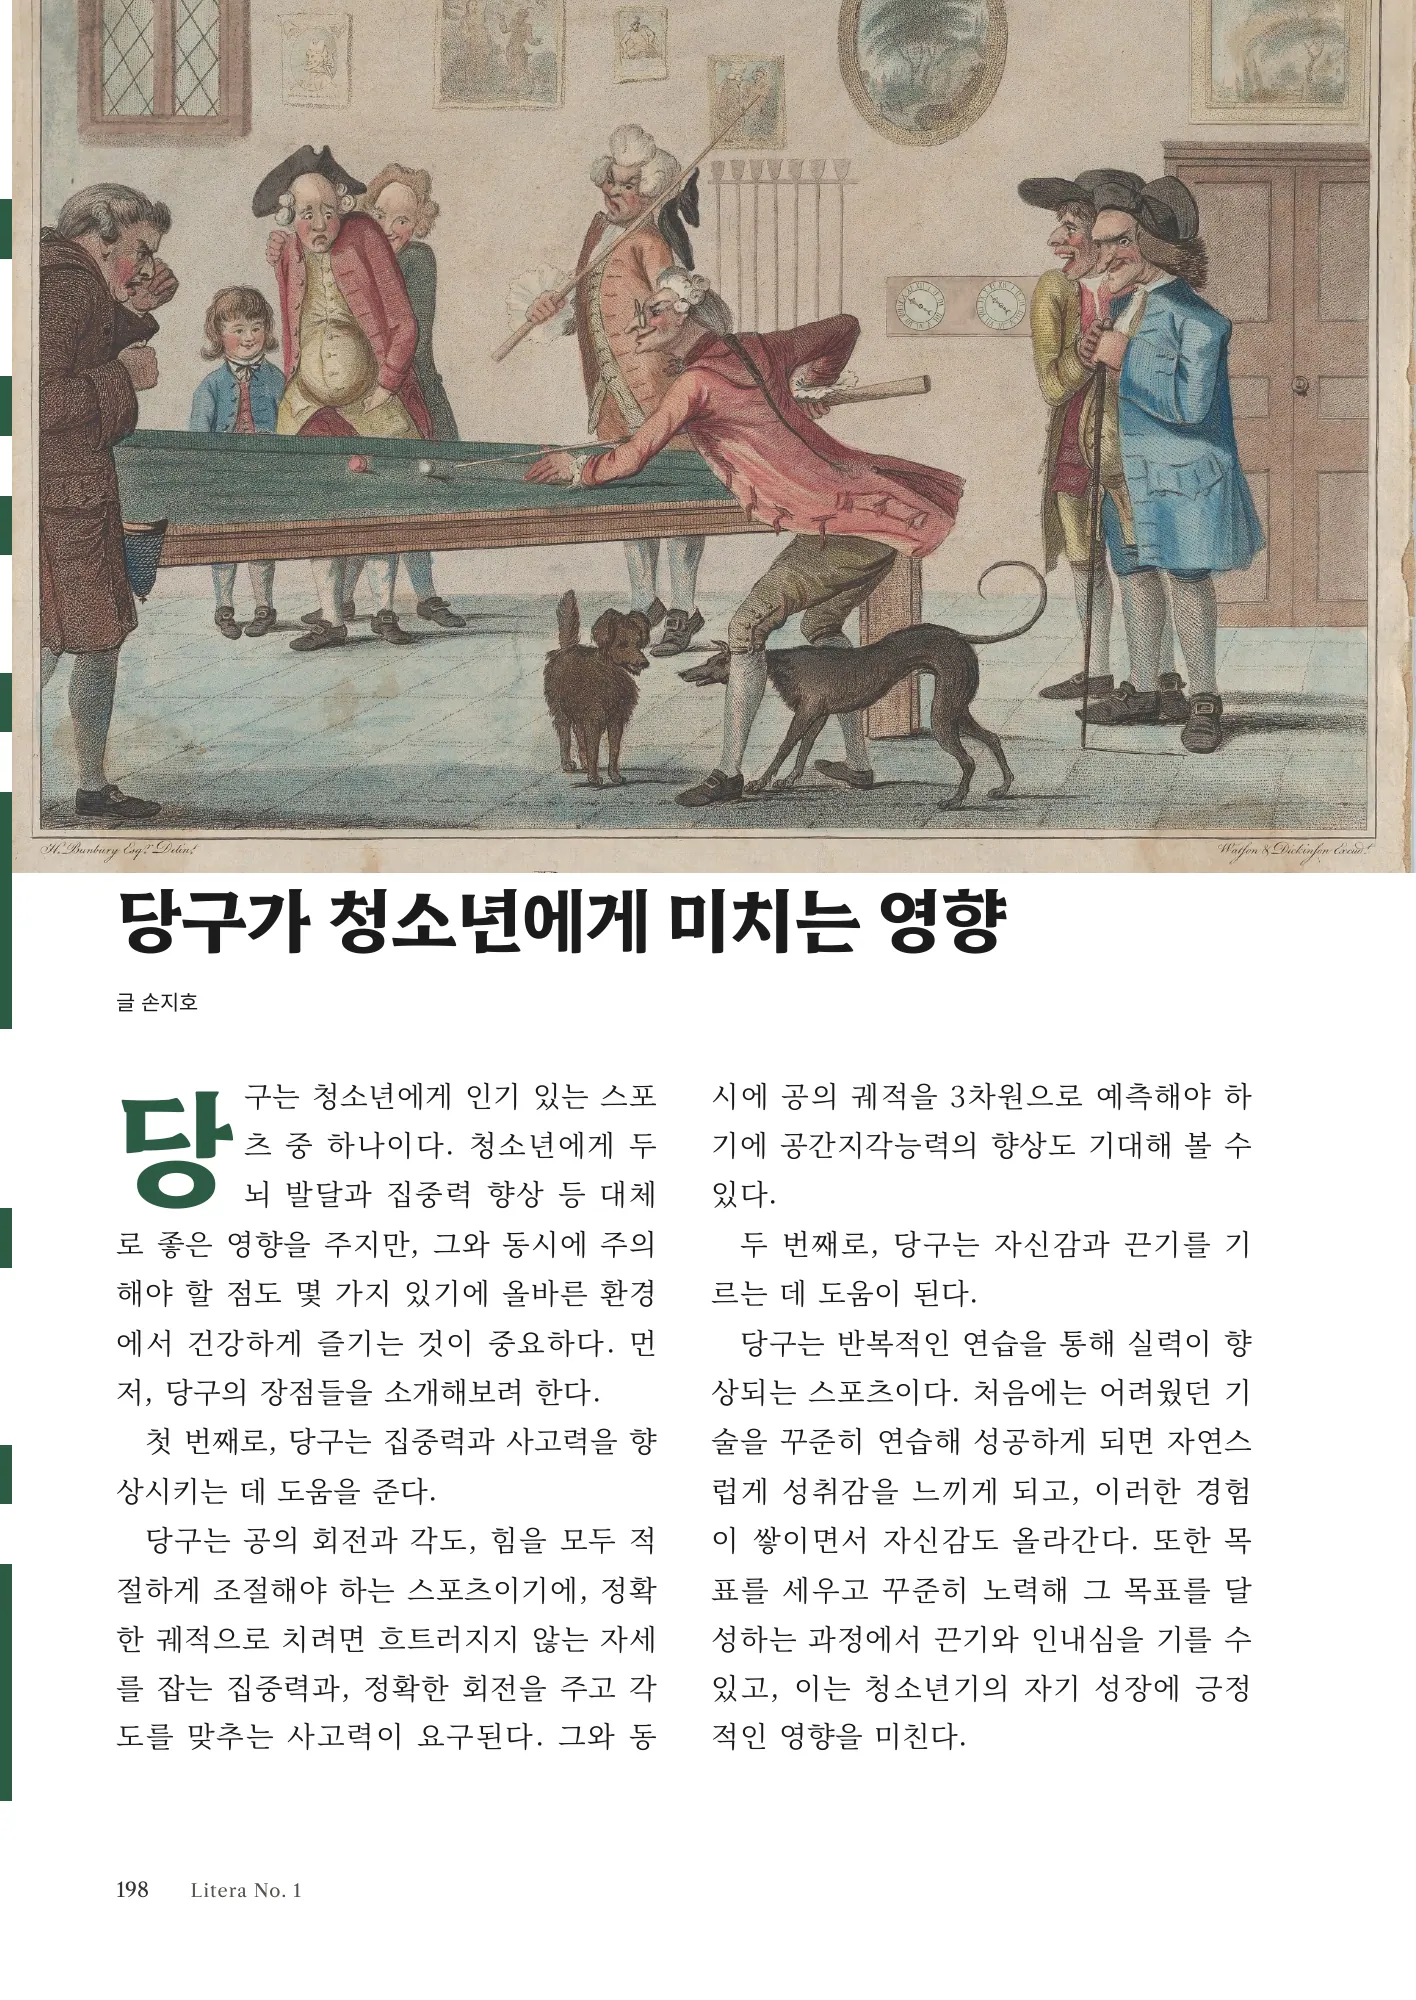 H. Bunbury Esqr. Delint.
Watson & Dickinson Excud.t
당구가 청소년에게 미치는 영향
글 손지호
당구는 청소년에게 인기 있는 스포
츠 중 하나이다. 청소년에게 두
뇌 발달과 집중력 향상 등 대체
로 좋은 영향을 주지만, 그와 동시에 주의
해야 할 점도 몇 가지 있기에 올바른 환경
에서 건강하게 즐기는 것이 중요하다. 먼
저, 당구의 장점들을 소개해보려 한다.
첫 번째로, 당구는 집중력과 사고력을 향
상시키는 데 도움을 준다.
당구는 공의 회전과 각도, 힘을 모두 적
절하게 조절해야 하는 스포츠이기에, 정확
한 궤적으로 치려면 흐트러지지 않는 자세
를 잡는 집중력과, 정확한 회전을 주고 각
도를 맞추는 사고력이 요구된다. 그와 동
시에 공의 궤적을 3차원으로 예측해야 하
기에 공간지각능력의 향상도 기대해 볼 수
있다.
두 번째로, 당구는 자신감과 끈기를 기
르는 데 도움이 된다.
당구는 반복적인 연습을 통해 실력이 향
상되는 스포츠이다. 처음에는 어려웠던 기
술을 꾸준히 연습해 성공하게 되면 자연스
럽게 성취감을 느끼게 되고, 이러한 경험
이 쌓이면서 자신감도 올라간다. 또한 목
표를 세우고 꾸준히 노력해 그 목표를 달
성하는 과정에서 끈기와 인내심을 기를 수
있고, 이는 청소년기의 자기 성장에 긍정
적인 영향을 미친다.
198 Litera No. 1